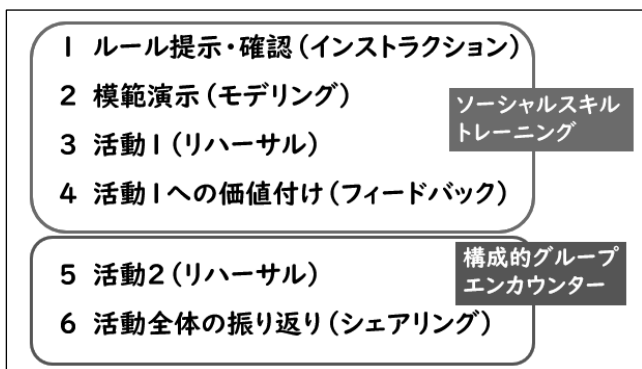 1 ルール提示・確認(インストラクション)
2 模範演示(モデリング)
3 活動1(リハーサル)
4 活動1への価値付け(フィードバック)
ソーシャルスキル
トレーニング
5 活動2(リハーサル)
6 活動全体の振り返り(シェアリング)
構成的グループ
エンカウンター